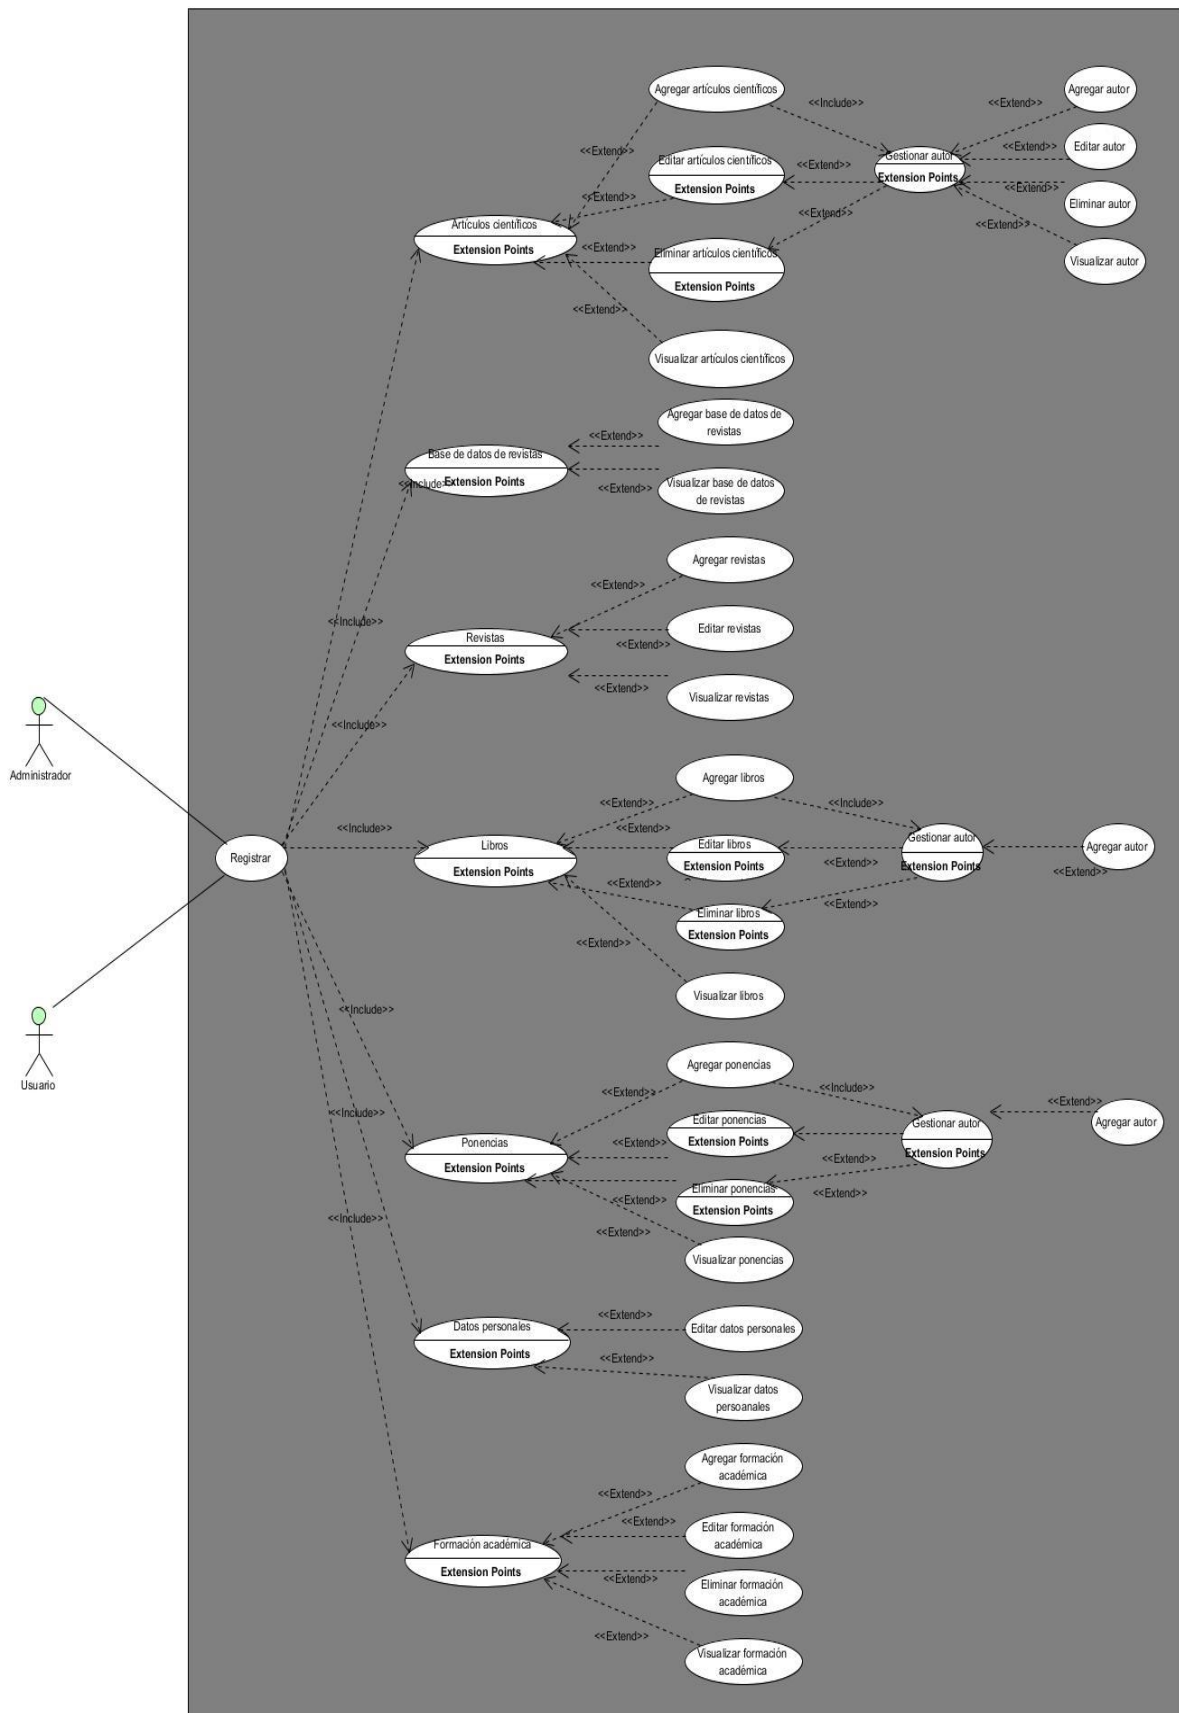 Agregar artículos científicos
<<Include>>
<<Extend>>
Agregar autor
<<Extend>>
Editar artículos científicos
Extension Points
<<Extend>>
Gestionar autor
Extension Points
<<Extend>>
Editar autor
<<Extend>>
<<Extend>>
<<Extend>>
Eliminar autor
Artículos científicos
Extension Points
<<Extend>>
Eliminar artículos científicos
Extension Points
<<Extend>>
Visualizar autor
<<Extend>>
Visualizar artículos científicos
Agregar base de datos de
revistas
<<Extend>>
Base de datos de revistas
Extension Points
<<Include>>
<<Extend>>
Visualizar base de datos
de revistas
Agregar revistas
<<Extend>>
<<Include>>
Revistas
Extension Points
Editar revistas
<<Extend>>
<<Extend>>
Visualizar revistas
<<Include>>
Administrador
Agregar libros
<<Extend>>
<<Include>>
<<Include>>
<<Extend>>
Registrar
Libros
Extension Points
Editar libros
Extension Points
<<Extend>>
Gestionar autor
Extension Points
Agregar autor
<<Extend>>
<<Extend>>
Eliminar libros
Extension Points
<<Extend>>
<<Extend>>
Visualizar libros
<<Include>>
Usuario
Agregar ponencias
<<Extend>>
<<Include>>
<<Extend>>
Agregar autor
<<Include>>
Editar ponencias
Extension Points
Gestionar autor
Extension Points
Ponencias
Extension Points
<<Extend>>
<<Extend>>
Eliminar ponencias
Extension Points
<<Extend>>
<<Extend>>
<<Include>>
<<Extend>>
Visualizar ponencias
<<Extend>>
Datos personales
Extension Points
Editar datos personales
<<Extend>>
Visualizar datos
persoanales
Agregar formación
académica
<<Extend>>
<<Extend>>
Editar formación
académica
Formación académica
Extension Points
<<Extend>>
Eliminar formación
académica
<<Extend>>
Visualizar formación
académica